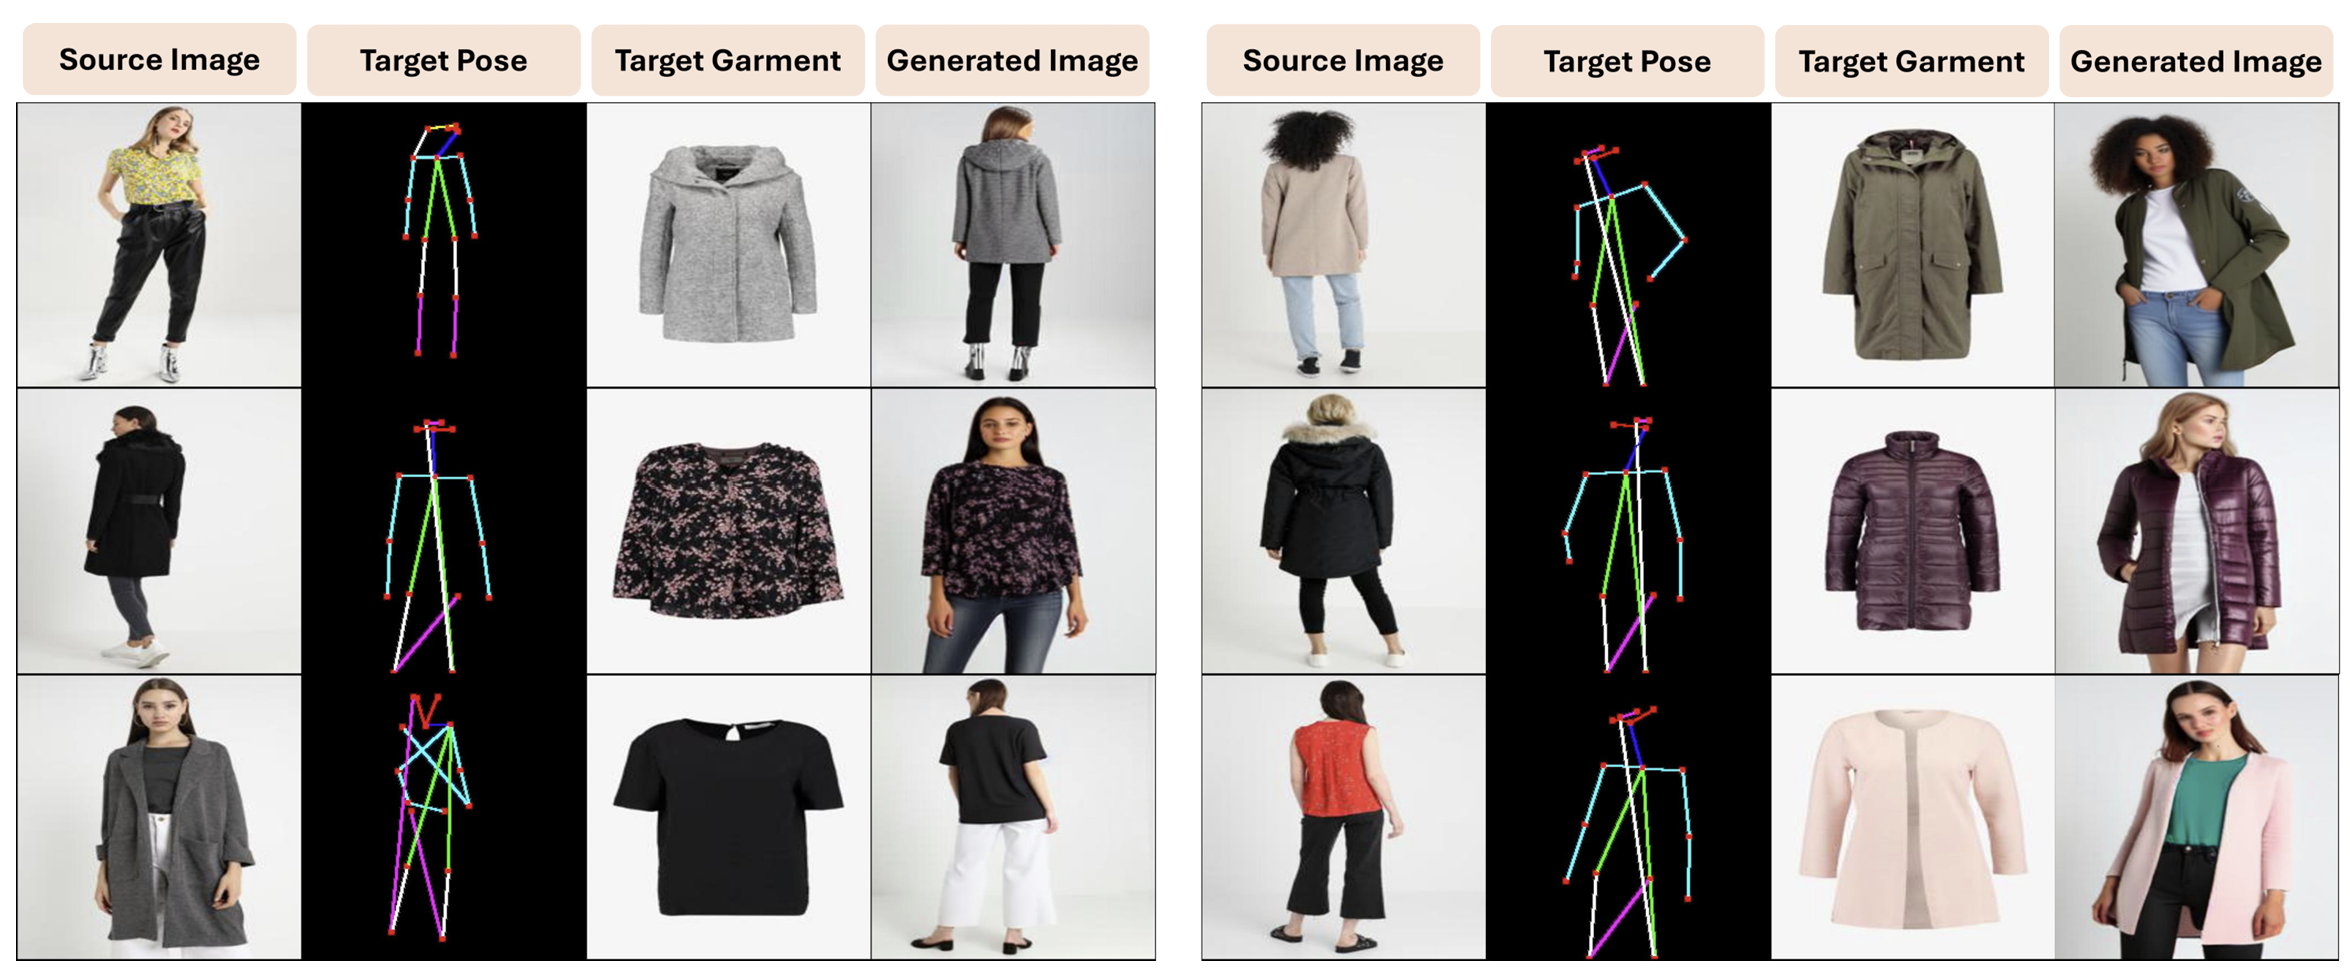 Source Image
Target Pose
Target Garment
Generated Image
Source Image
Target Pose
Target Garment
Generated Image